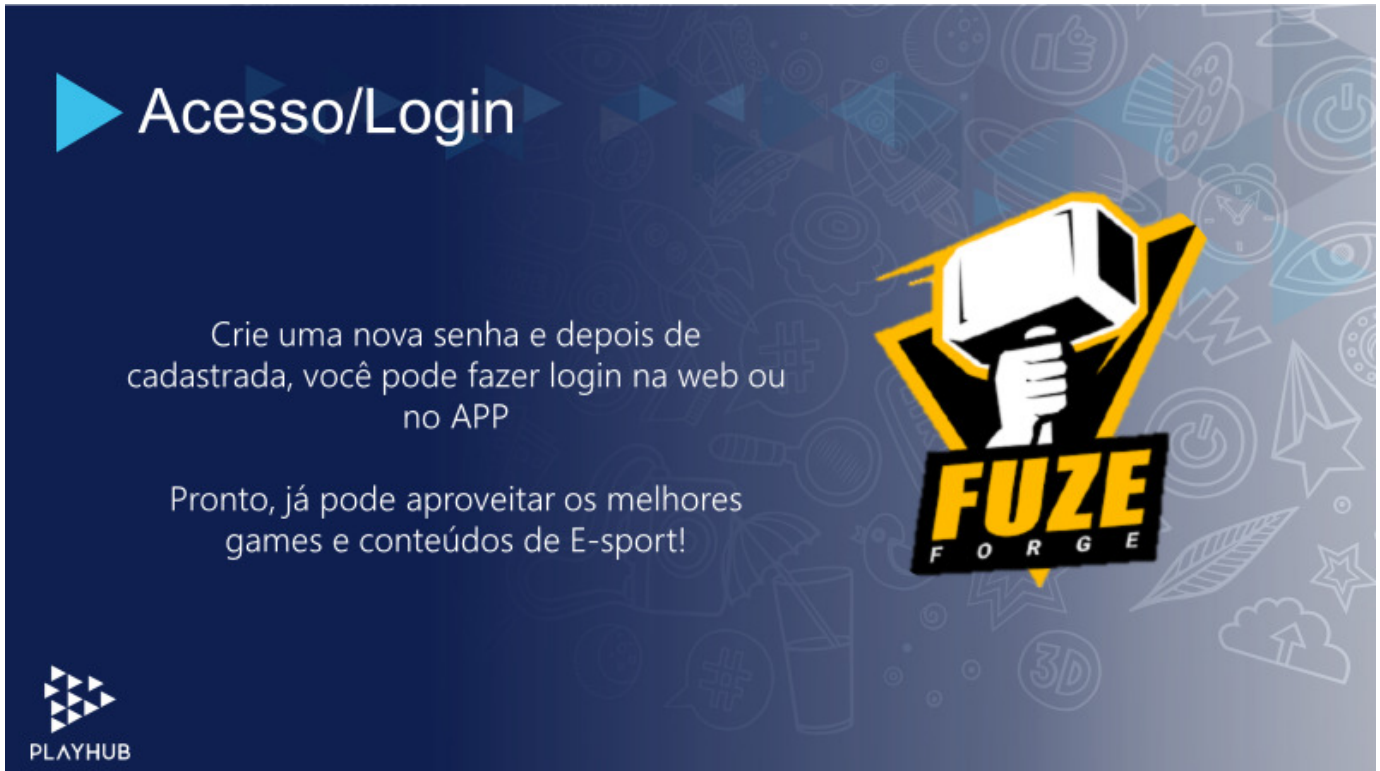 Acesso/Login
Crie uma nova senha e depois de
cadastrada, você pode fazer login na web ou
no APP
Pronto, já pode aproveitar os melhores
games e conteúdos de E-sport!
FUZE
FORGE
3D
PLAYHUB